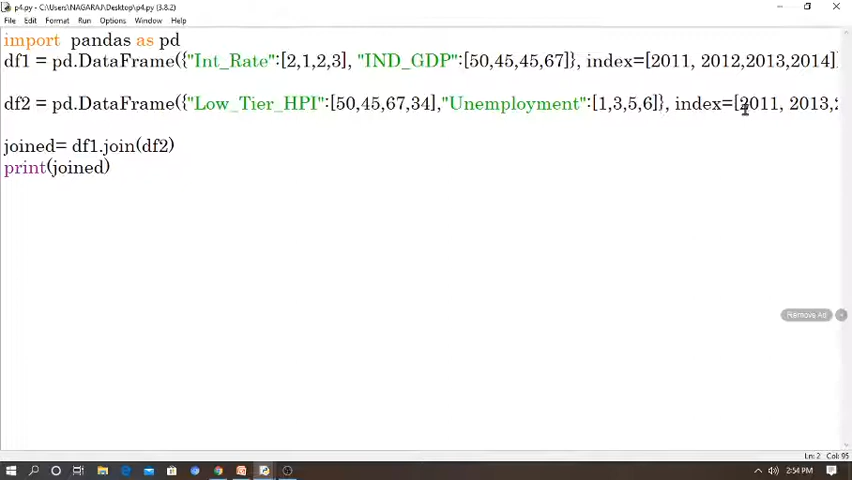 p4.py - C:\Users\NAGARAJ\Desktop\p4.py (3.8.2)
File Edit Format Run Options Window Help
import pandas as pd
df1 = pd.DataFrame({"Int_Rate":[2,1,2,3], "IND_GDP":[50,45,45,67]}, index=[2011, 2012,2013,2014])
df2 = pd.DataFrame({"Low_Tier_HPI":[50,45,67,34],"Unemployment":[1,3,5,6]}, index=[2011, 2013,2
joined= df1.join(df2)
print(joined)
Remove Ad
Ln: 2 Col: 95
2:54 PM